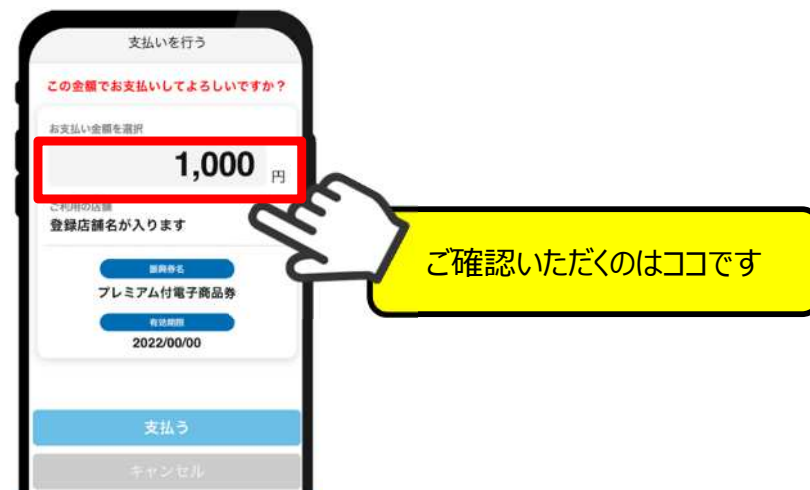 支払いを行う
この金額でお支払いしてよろしいですか？
お支払い金額を選択
1,000 円
ご利用の店舗
登録店舗名が入ります
振興券名
プレミアム付電子商品券
有効期限
2022/00/00
支払う
キャンセル
ご確認いただくのはココです